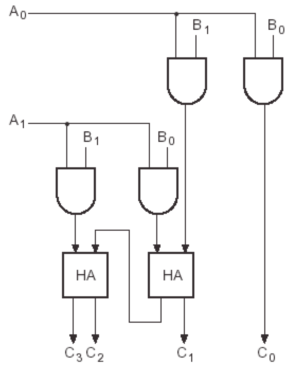 A₀
B₁ B₀
A₁
B₁ B₀
HA HA
C₃ C₂ C₁ C₀